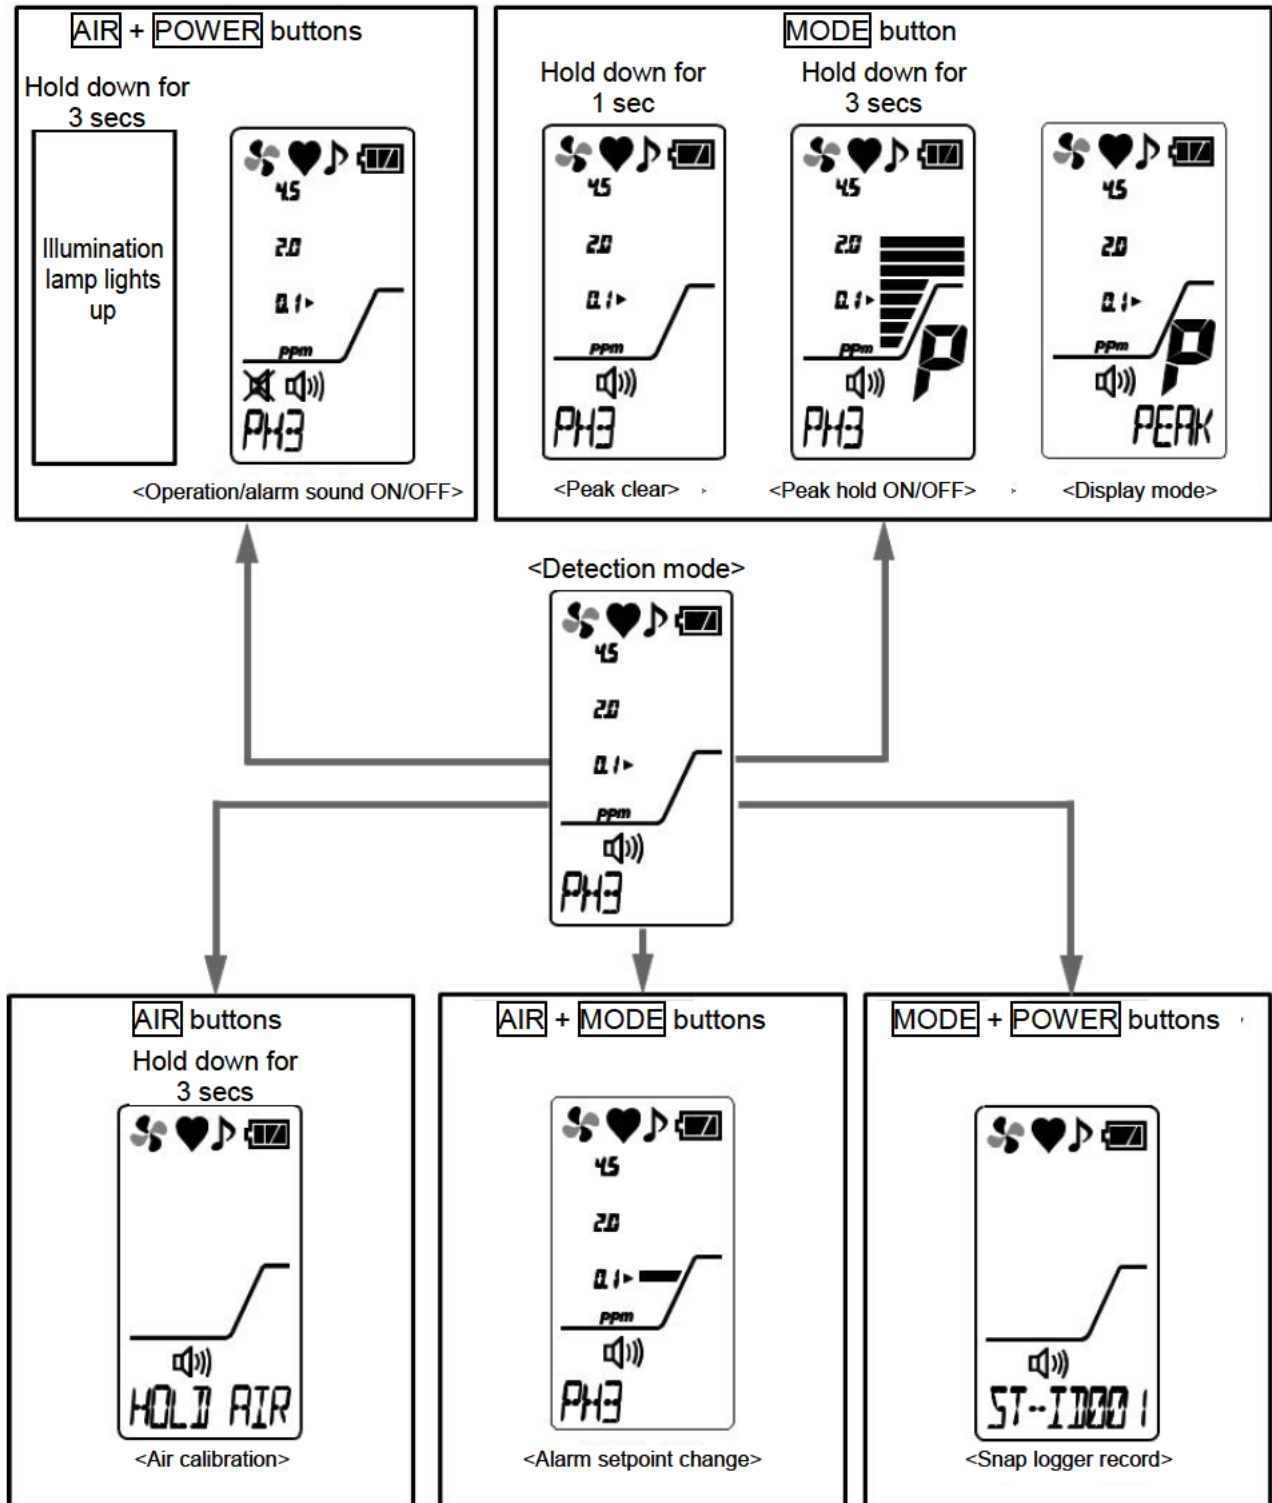 AIR + POWER buttons
Hold down for
3 secs
Illumination
lamp lights
up
4.5
2.0
0.1
ppm
PH3
<Operation/alarm sound ON/OFF>
MODE button
Hold down for
1 sec
4.5
2.0
0.1
ppm
PH3
<Peak clear>
Hold down for
3 secs
4.5
2.0
0.1
ppm
P
PH3
<Peak hold ON/OFF>
4.5
2.0
0.1
ppm
P
PEAK
<Display mode>
<Detection mode>
4.5
2.0
0.1
ppm
PH3
AIR buttons
Hold down for
3 secs
HOLD AIR
<Air calibration>
AIR + MODE buttons
4.5
2.0
0.1
ppm
PH3
<Alarm setpoint change>
MODE + POWER buttons
ST-ID001
<Snap logger record>